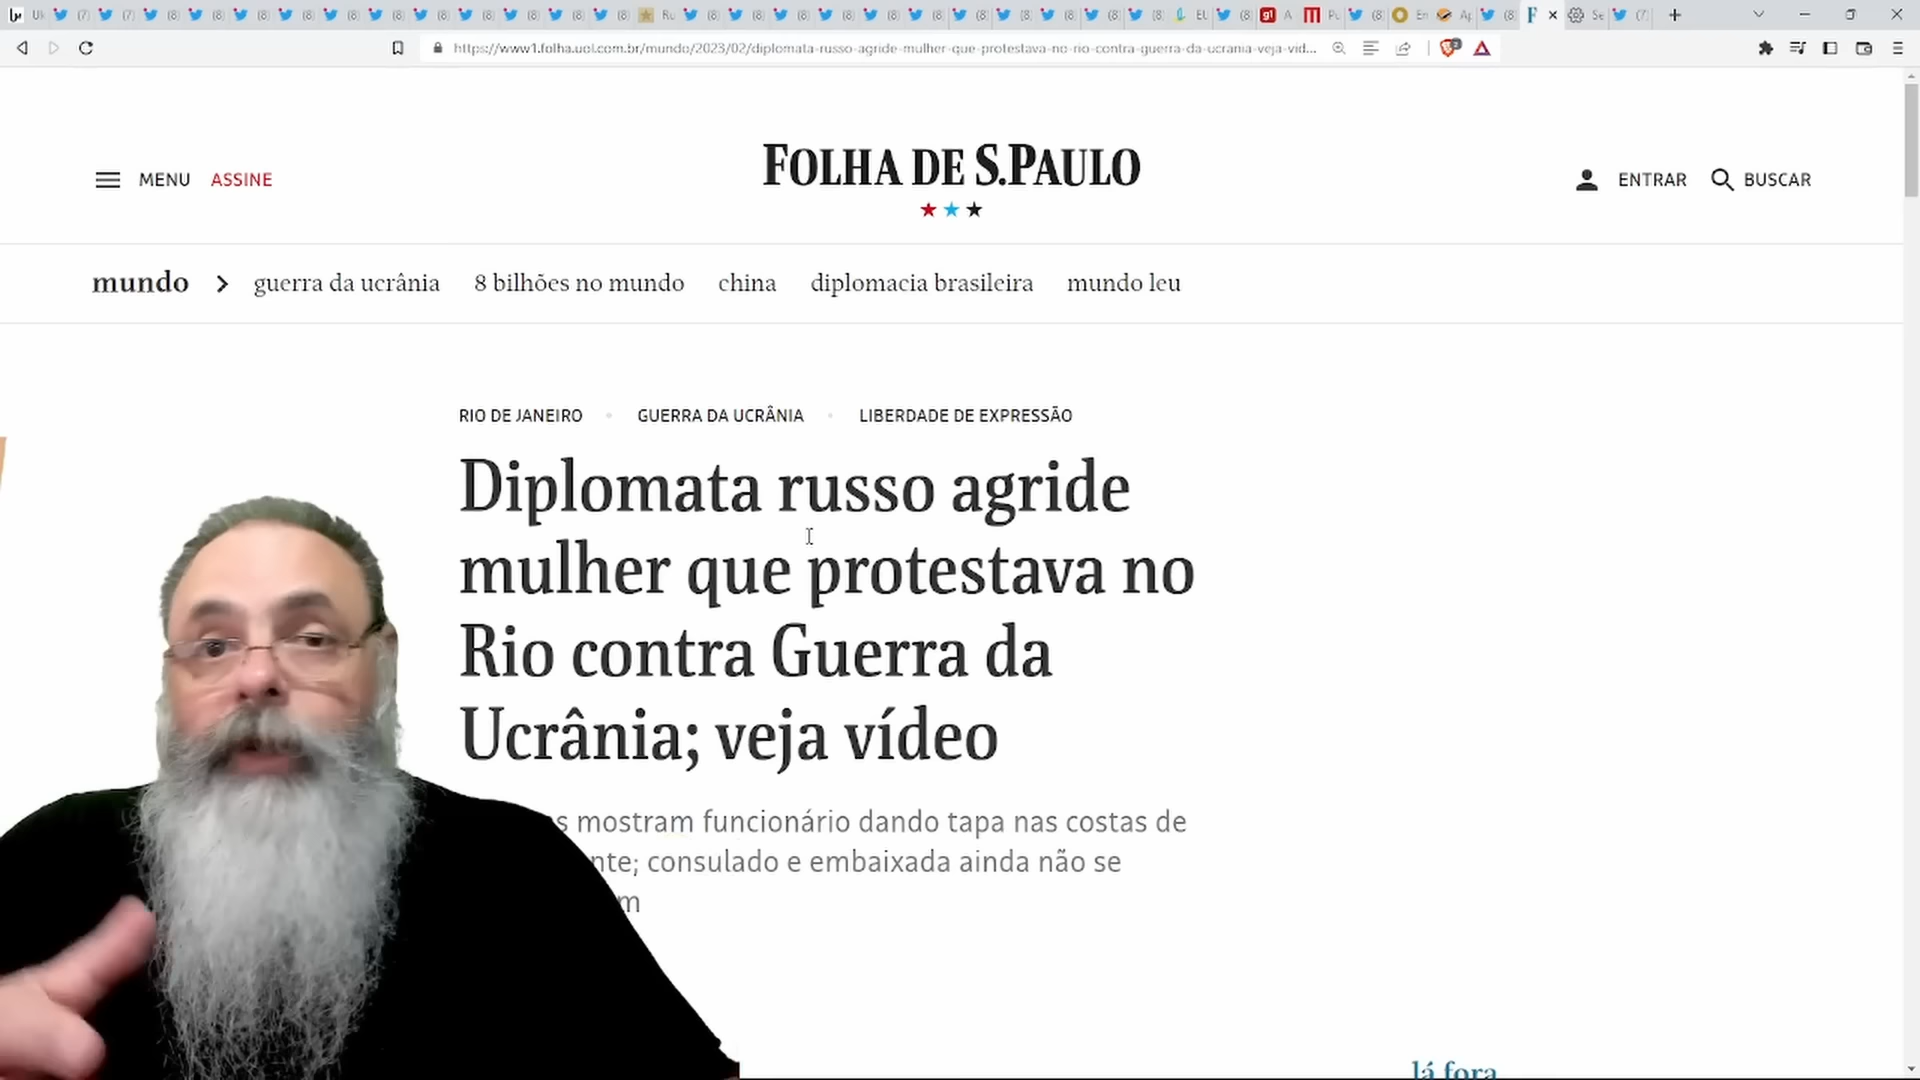 https://www1.folha.uol.com.br/mundo/2023/02/diplomata-russo-agride-mulher-que-protestava-no-rio-contra-guerra-da-ucrania-veja-vid...
MENU ASSINE
FOLHA DE S.PAULO
ENTRAR BUSCAR
mundo guerra da ucrânia 8 bilhões no mundo china diplomacia brasileira mundo leu
RIO DE JANEIRO GUERRA DA UCRÂNIA LIBERDADE DE EXPRESSÃO
Diplomata russo agride
mulher que protestava no
Rio contra Guerra da
Ucrânia; veja vídeo
mostram funcionário dando tapa nas costas de
consulado e embaixada ainda não se
lá fora